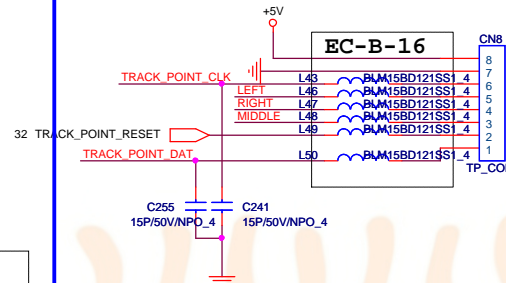 +5V
CN8
EC-B-16
8
7
TRACK_POINT_CLK L43 BLM15BD121SS1_4 6
LEFT L46 BLM15BD121SS1_4 5
RIGHT L47 BLM15BD121SS1_4 4
MIDDLE L48 BLM15BD121SS1_4 3
32 TRACK_POINT_RESET L49 BLM15BD121SS1_4 2
TRACK_POINT_DAT L50 BLM15BD121SS1_4 1
TP_CO
C255 C241
15P/50V/NPO_4 15P/50V/NPO_4